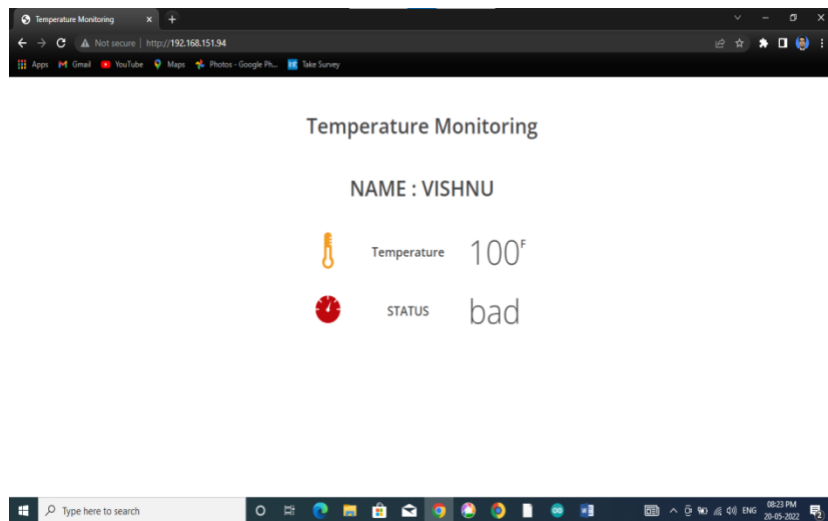 Temperature Monitoring
Not secure | http://192.168.151.94
Apps Gmail YouTube Maps Photos - Google Ph... Take Survey
Temperature Monitoring
NAME : VISHNU
Temperature 100F
STATUS bad
Type here to search
ENG 08:23 PM
20-05-2022